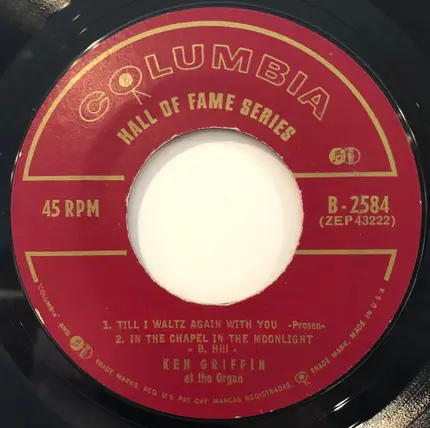 COLUMBIA
HALL OF FAME SERIES
45 RPM
B-2584
(ZEP 43222)
1. TILL I WALTZ AGAIN WITH YOU -Prosen-
2. IN THE CHAPEL IN THE MOONLIGHT
- B. Hill -
KEN GRIFFIN
at the Organ
"COLUMBIA"
TRADE MARKS, REG. U S PAT. OFF. MARCAS REGISTRADAS
TRADE MARK. MADE IN U S A